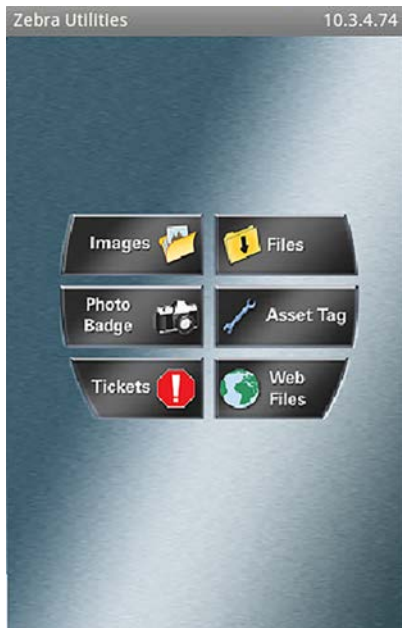 Zebra Utilities 10.3.4.74
Images
Files
Photo
Badge
Asset Tag
Tickets
Web
Files